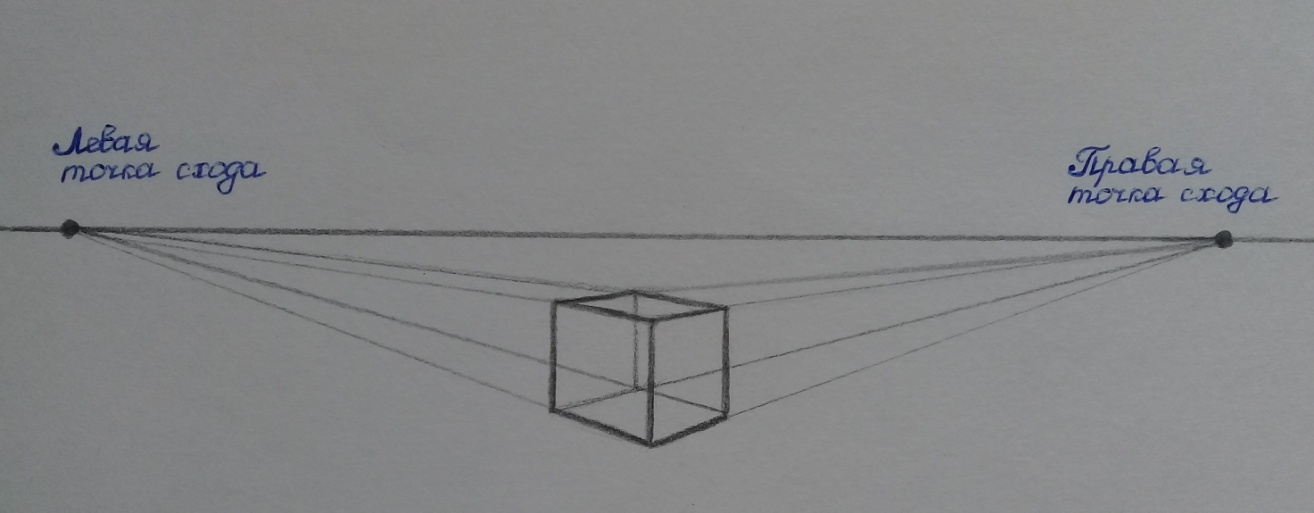 Левая
точка схода
Правая
точка схода